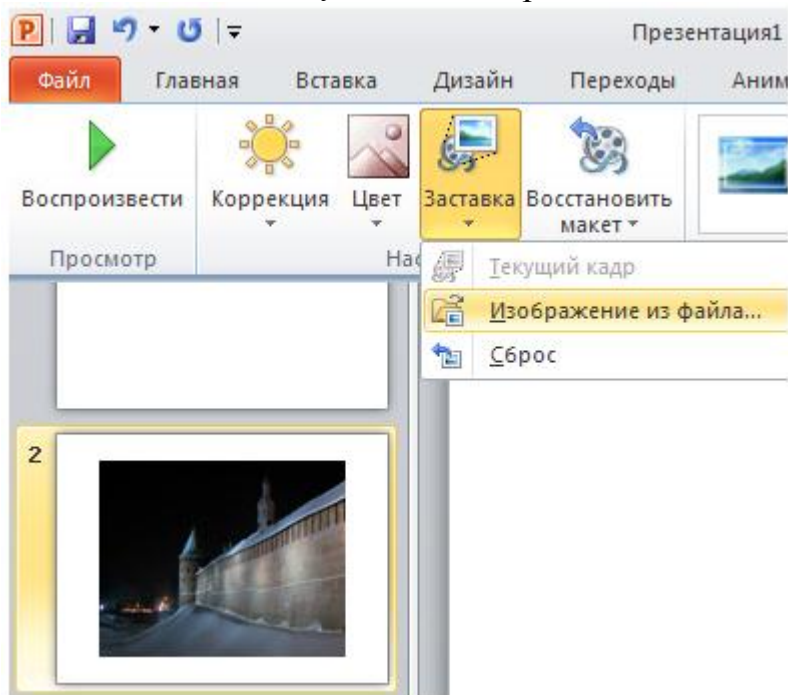 Презентация1
Файл Главная Вставка Дизайн Переходы Аним
Воспроизвести Коррекция Цвет Заставка Восстановить макет
Просмотр Нас
Текущий кадр
Изображение из файла...
Сброс
2